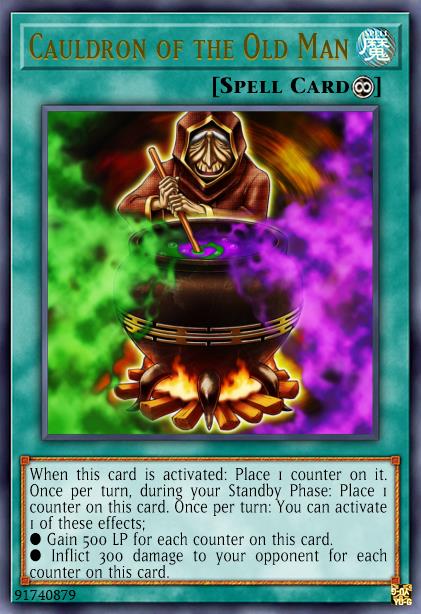 Cauldron of the Old Man
SPELL
魔
[Spell Card]
When this card is activated: Place 1 counter on it.
Once per turn, during your Standby Phase: Place 1
counter on this card. Once per turn: You can activate
1 of these effects;
● Gain 500 LP for each counter on this card.
● Inflict 300 damage to your opponent for each
counter on this card.
91740879